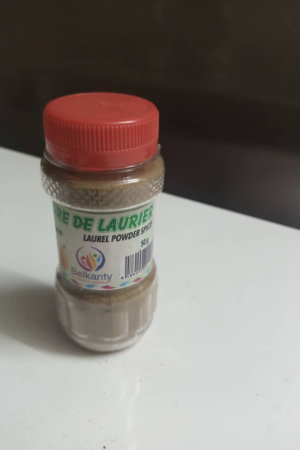 RE DE LAURIER
LAUREL POWDER SPICE
50 g
Belkanty